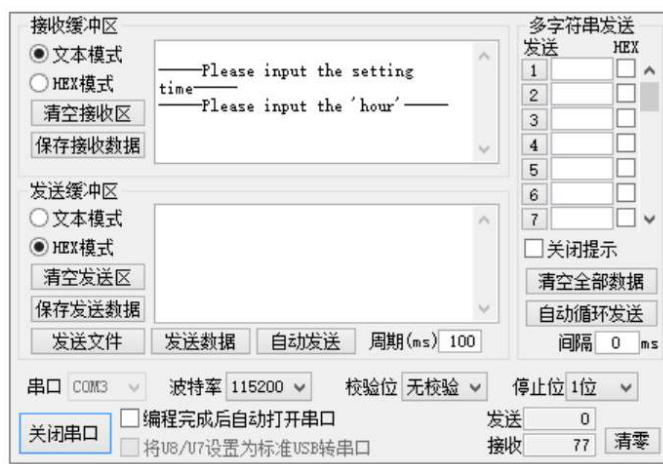 接收缓冲区
文本模式
HEX模式
清空接收区
保存接收数据
——Please input the setting
time——
——Please input the 'hour'——
多字符串发送
发送 HEX
1
2
3
4
5
6
7
关闭提示
清空全部数据
自动循环发送
间隔 0 ms
发送缓冲区
文本模式
HEX模式
清空发送区
保存发送数据
发送文件 发送数据 自动发送 周期(ms) 100
串口 COM3 波特率 115200 校验位 无校验 停止位 1位
关闭串口
编程完成后自动打开串口
将U8/U7设置为标准USB转串口
发送 0
接收 77
清零